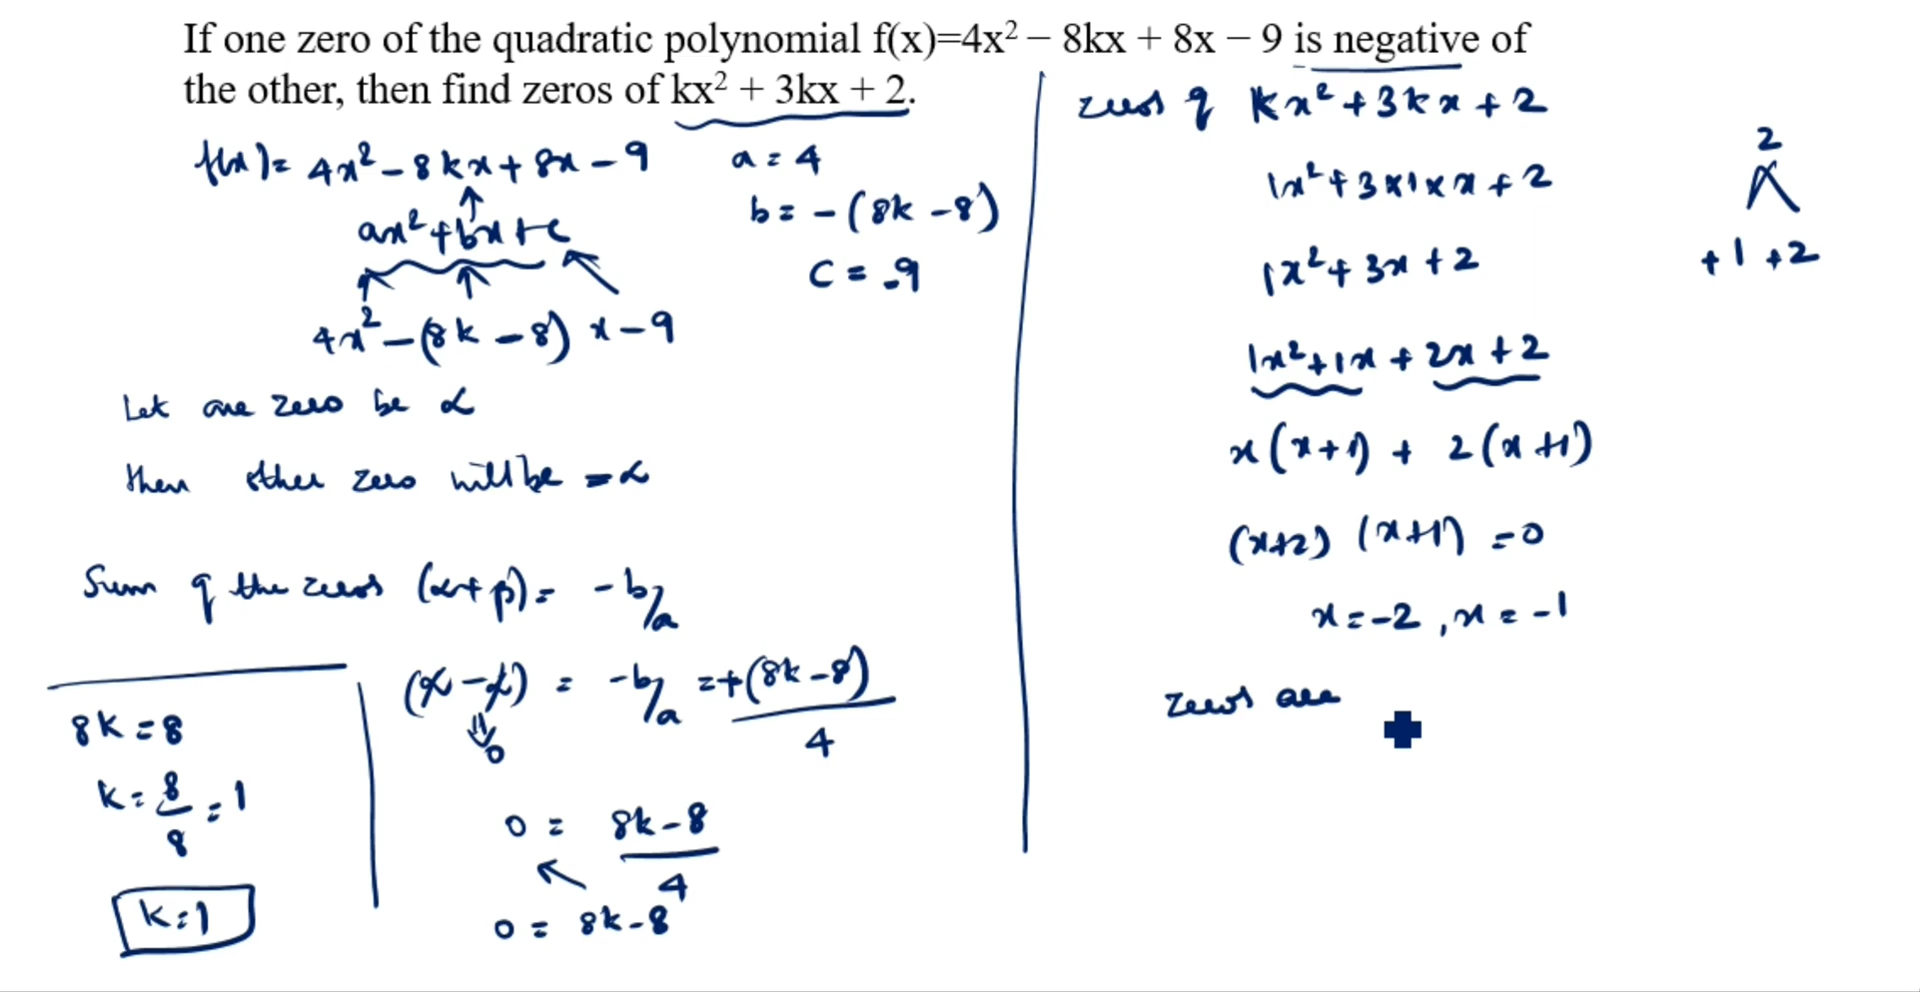 If one zero of the quadratic polynomial f(x)=4x² – 8kx + 8x – 9 is negative of
the other, then find zeros of kx² + 3kx + 2.
f(x)= 4x² – 8kx + 8x – 9
ax² + bx + c
4x² – (8k – 8) x – 9
a = 4
b = – (8k – 8)
c = -9
Let one zero be α
then other zero will be = α
Sum of the zeros (α+β) = -b/a
(α – α) = -b/a = +(8k – 8)/4
0
0 = 8k – 8/4
0 = 8k – 8
8k = 8
k = 8/8 = 1
k = 1
zeros of kx² + 3kx + 2
1x² + 3×1×x + 2
1x² + 3x + 2
1x² + 1x + 2x + 2
x(x+1) + 2(x+1)
(x+2) (x+1) = 0
x = -2 , x = -1
zeros are
2
+1 +2